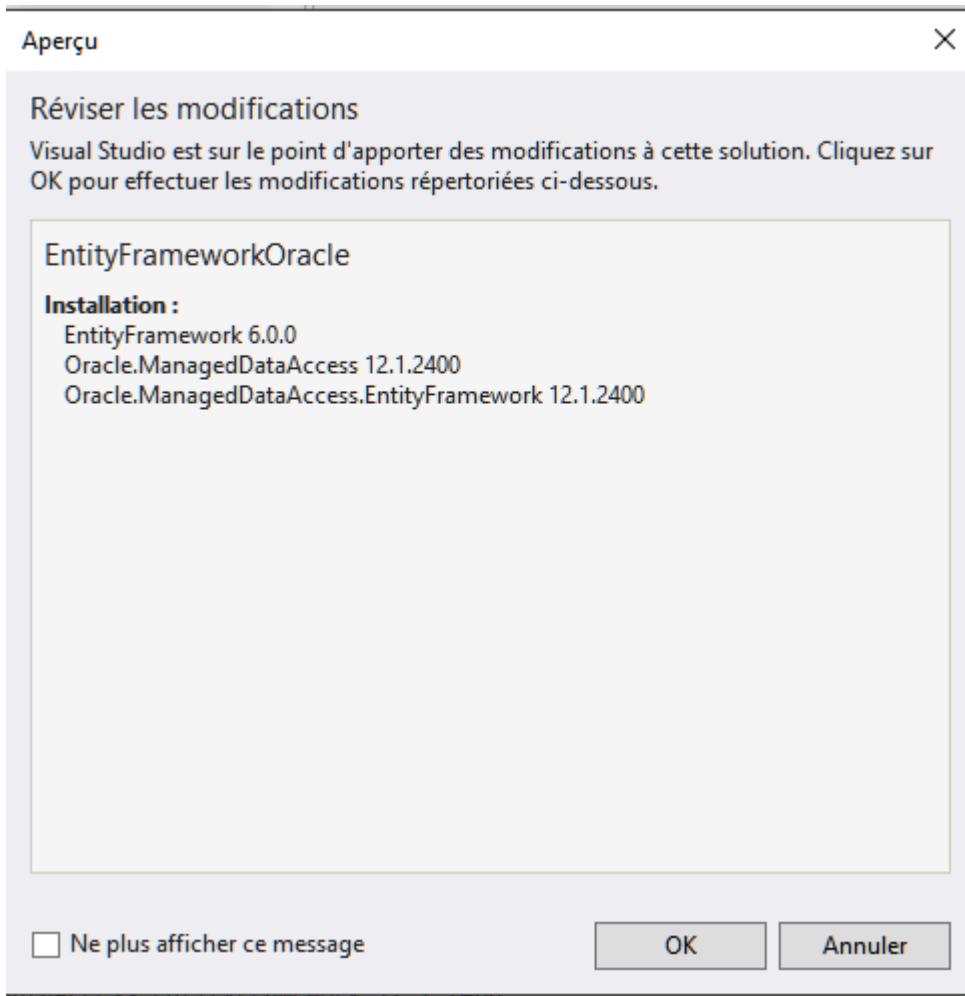 Aperçu
Réviser les modifications
Visual Studio est sur le point d'apporter des modifications à cette solution. Cliquez sur
OK pour effectuer les modifications répertoriées ci-dessous.
EntityFrameworkOracle
Installation :
EntityFramework 6.0.0
Oracle.ManagedDataAccess 12.1.2400
Oracle.ManagedDataAccess.EntityFramework 12.1.2400
Ne plus afficher ce message
OK
Annuler